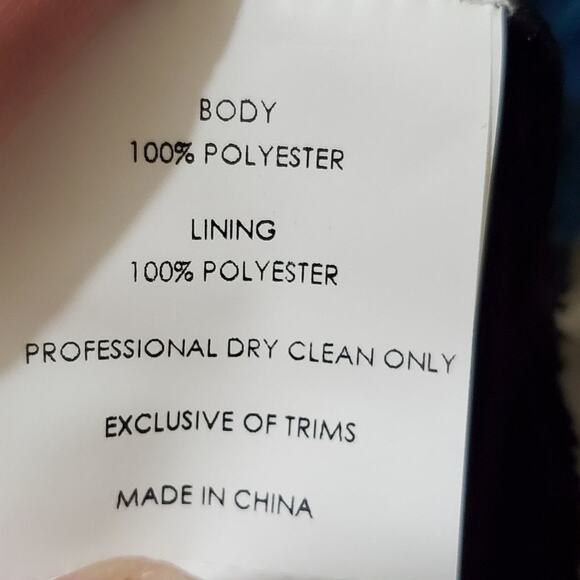 BODY
100% POLYESTER
LINING
100% POLYESTER
PROFESSIONAL DRY CLEAN ONLY
EXCLUSIVE OF TRIMS
MADE IN CHINA